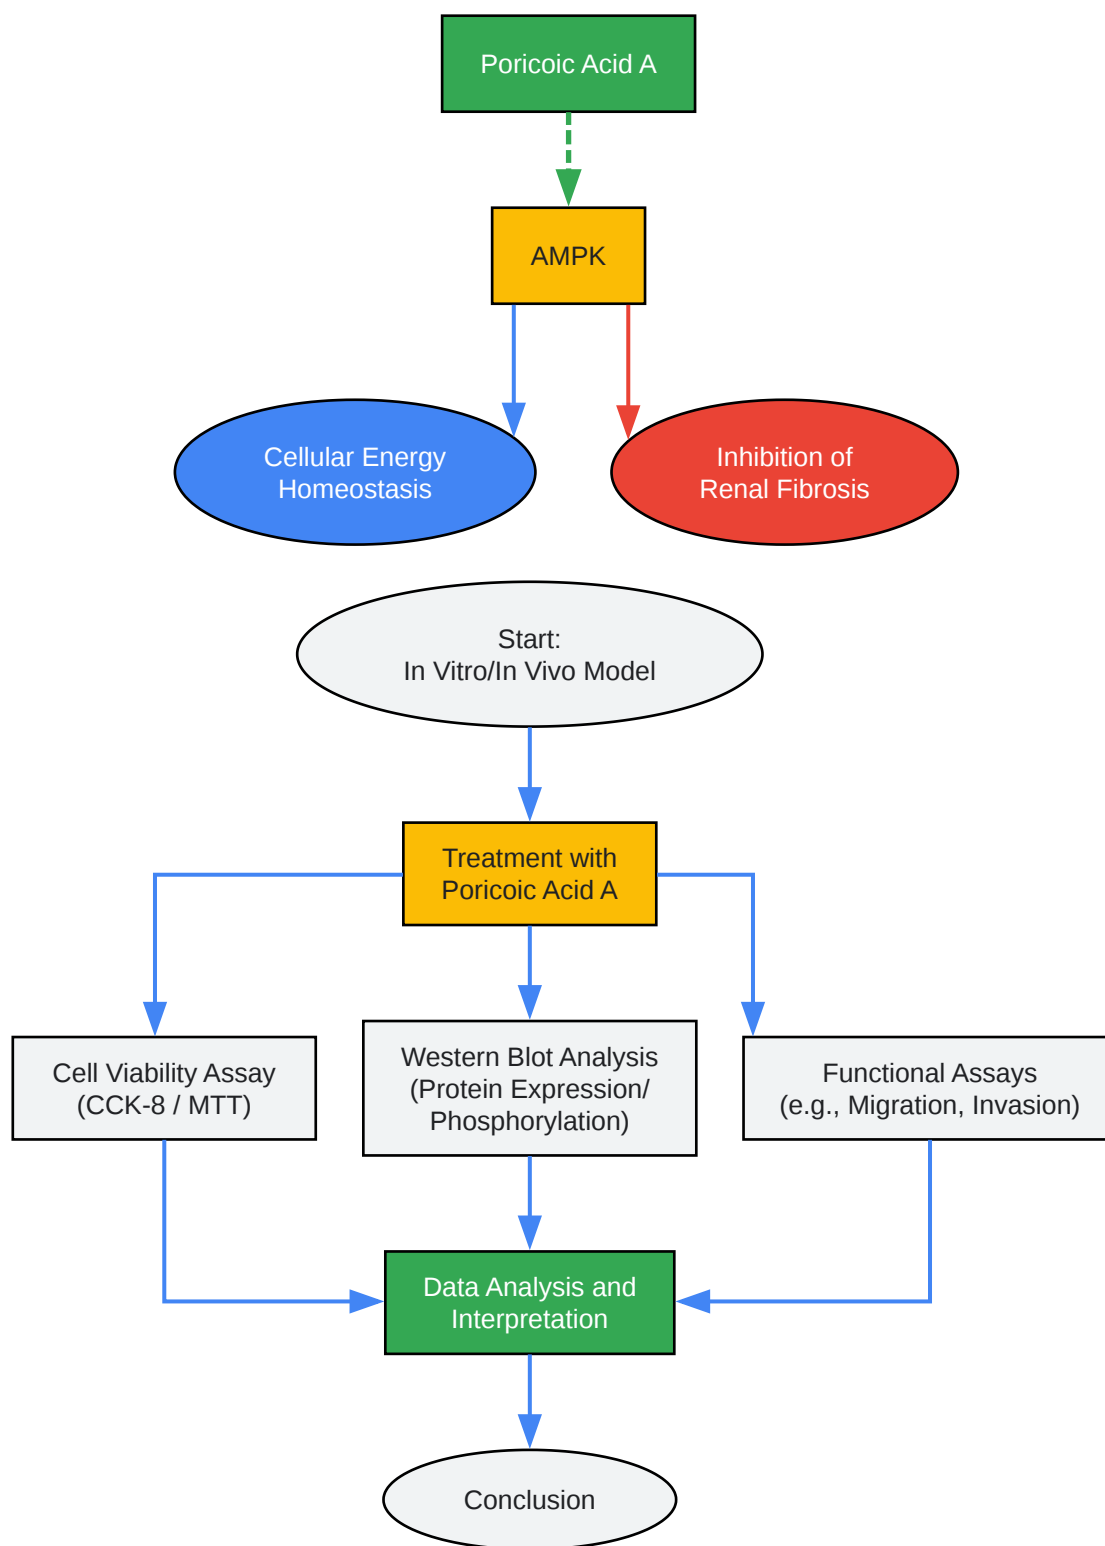 Poricoic Acid A
AMPK
Cellular Energy
Homeostasis
Inhibition of
Renal Fibrosis
Start:
In Vitro/In Vivo Model
Treatment with
Poricoic Acid A
Cell Viability Assay
(CCK-8 / MTT)
Western Blot Analysis
(Protein Expression/
Phosphorylation)
Functional Assays
(e.g., Migration, Invasion)
Data Analysis and
Interpretation
Conclusion